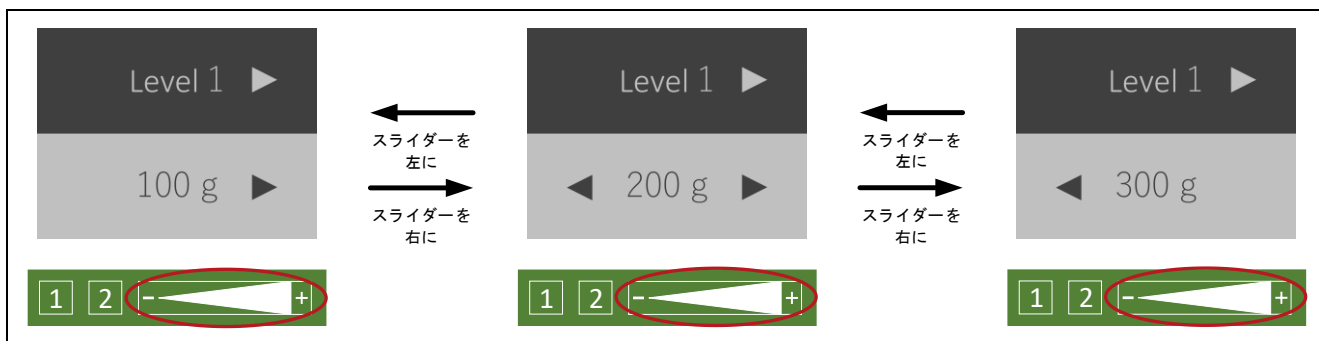 Level 1 ▶
100 g ▶
スライダーを
左に
スライダーを
右に
Level 1 ▶
◀ 200 g ▶
スライダーを
左に
スライダーを
右に
Level 1 ▶
◀ 300 g
1 2 - +
1 2 - +
1 2 - +